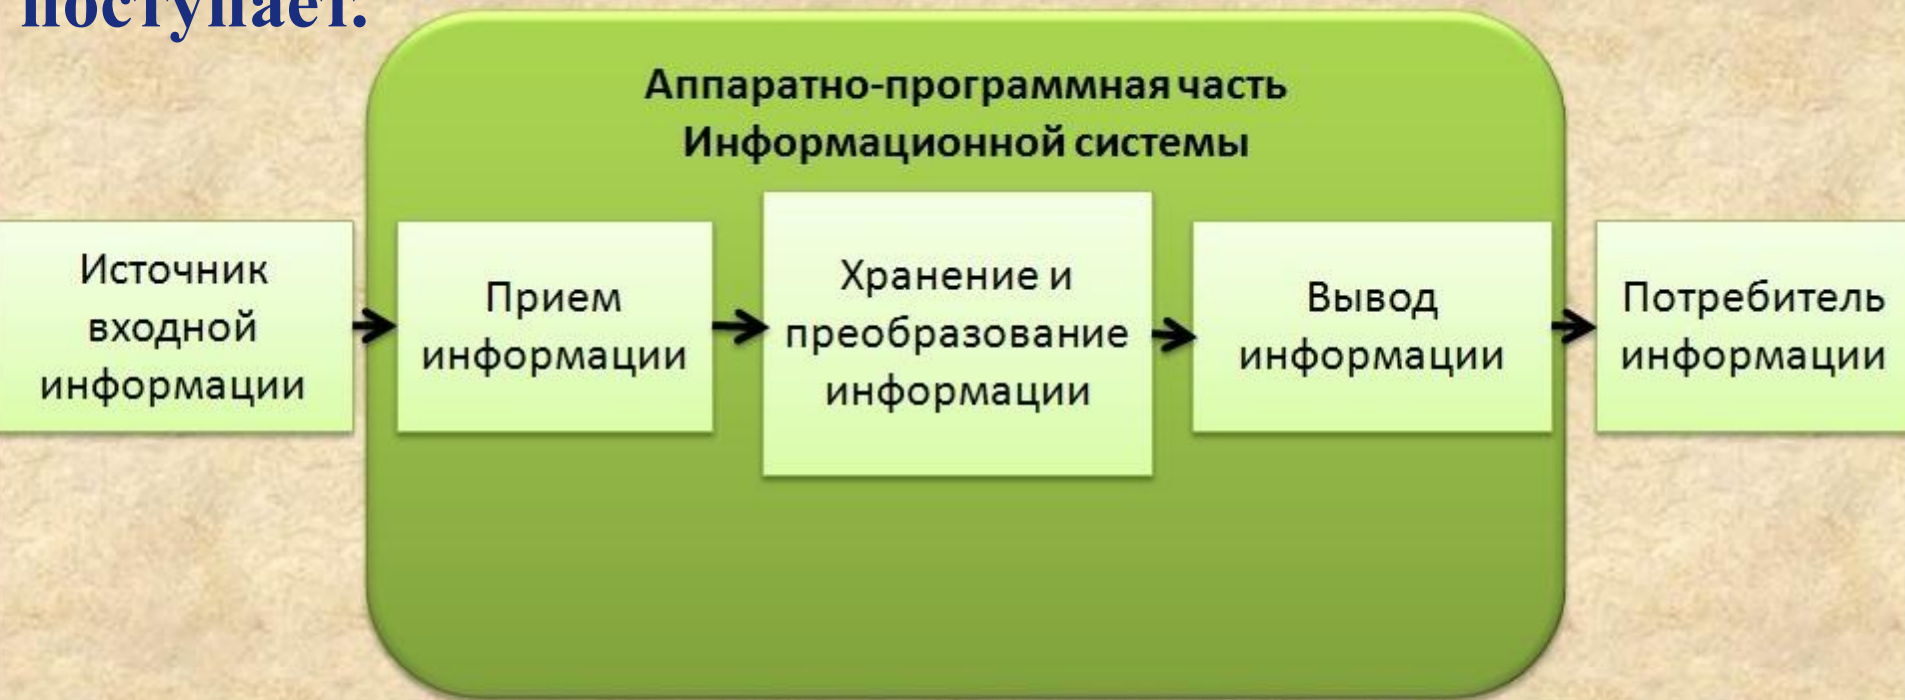 поступает.
Аппаратно-программная часть
Информационной системы
Источник
входной
информации
Прием
информации
Хранение и
преобразование
информации
Вывод
информации
Потребитель
информации